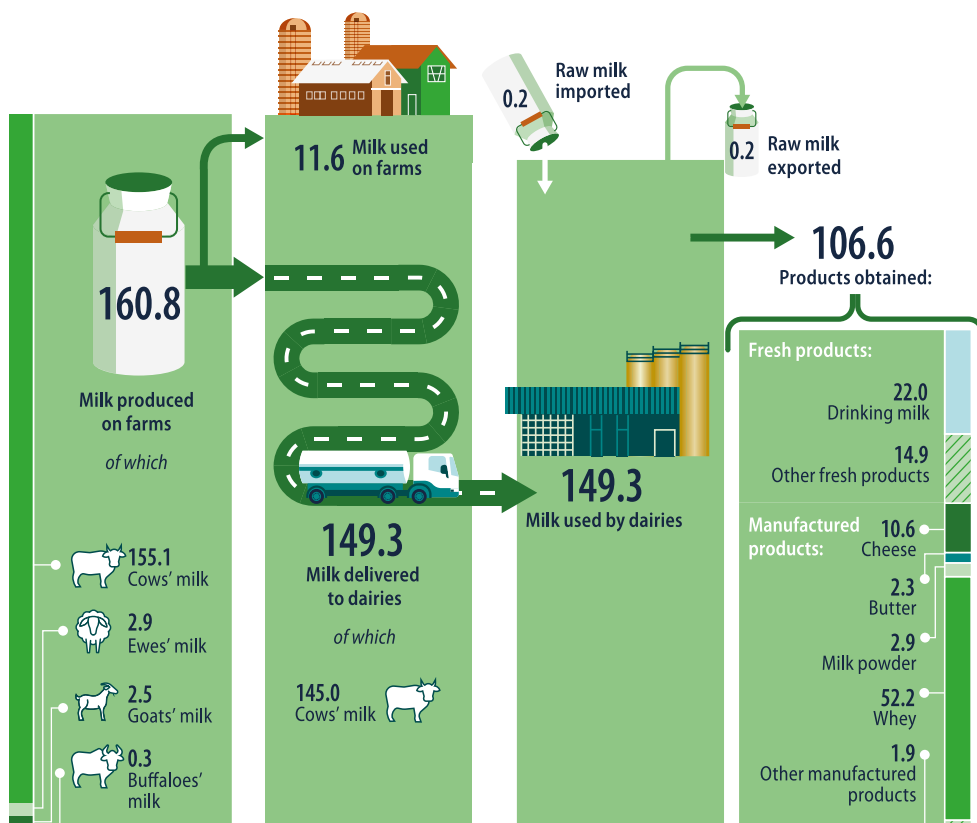 160.8
Milk produced
on farms
of which
155.1
Cows' milk
2.9
Ewes' milk
2.5
Goats' milk
0.3
Buffaloes'
milk
11.6 Milk used
on farms
149.3
Milk delivered
to dairies
of which
145.0
Cows' milk
0.2
Raw milk
imported
149.3
Milk used by dairies
0.2
Raw milk
exported
106.6
Products obtained:
Fresh products:
22.0
Drinking milk
14.9
Other fresh products
Manufactured
products:
10.6
Cheese
2.3
Butter
2.9
Milk powder
52.2
Whey
1.9
Other manufactured
products